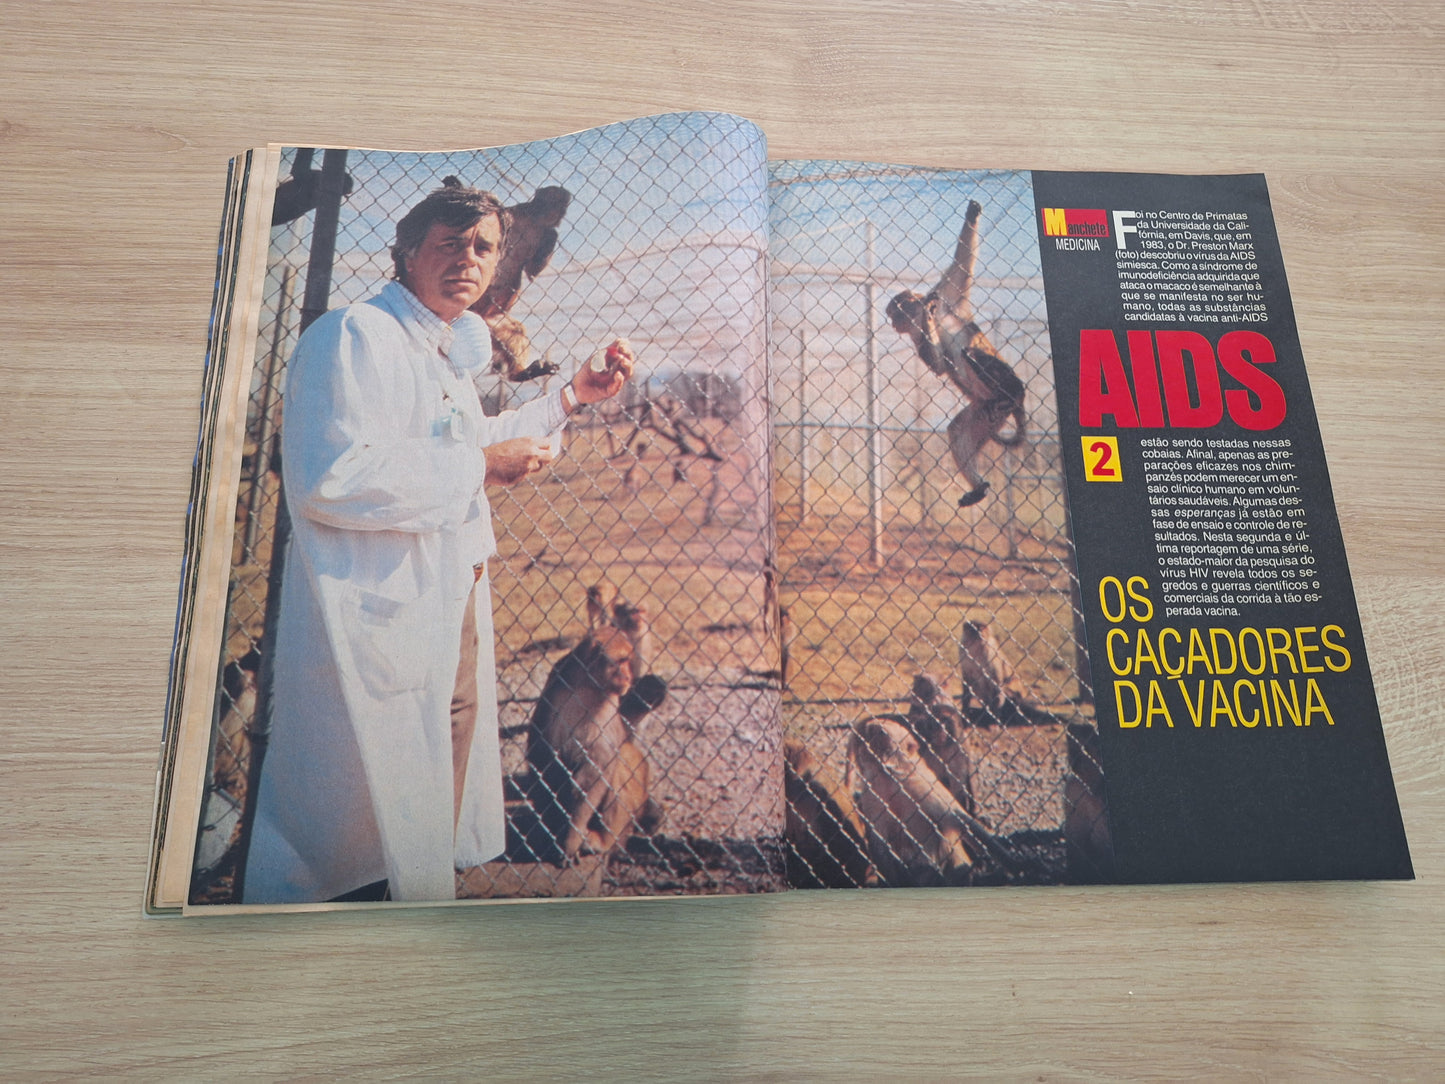 Manchete
MEDICINA
Foi no Centro de Primatas
da Universidade da Cali-
fórnia, em Davis, que, em
1983, o Dr. Preston Marx
(foto) descobriu o vírus da AIDS
simiesca. Como a síndrome de
imunodeficiência adquirida que
ataca o macaco é semelhante à
que se manifesta no ser hu-
mano, todas as substâncias
candidatas à vacina anti-AIDS
AIDS
2
estão sendo testadas nessas
cobaias. Afinal, apenas as pre-
parações eficazes nos chim-
panzés podem merecer um en-
saio clínico humano em volun-
tários saudáveis. Algumas des-
sas esperanças já estão em
fase de ensaio e controle de re-
sultados. Nesta segunda e úl-
tima reportagem de uma série,
o estado-maior da pesquisa do
vírus HIV revela todos os se-
gredos e guerras científicos e
comerciais da corrida à tão es-
perada vacina.
OS
CAÇADORES
DA VACINA